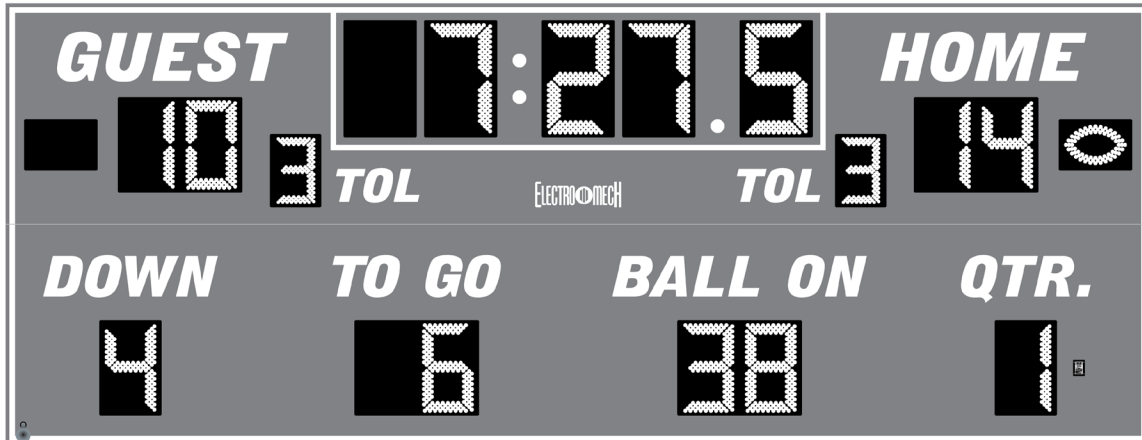 GUEST 7:27.5 HOME
10 3 TOL TOL 3 14
ELECTRO MECH
DOWN TO GO BALL ON QTR.
4 6 38 1